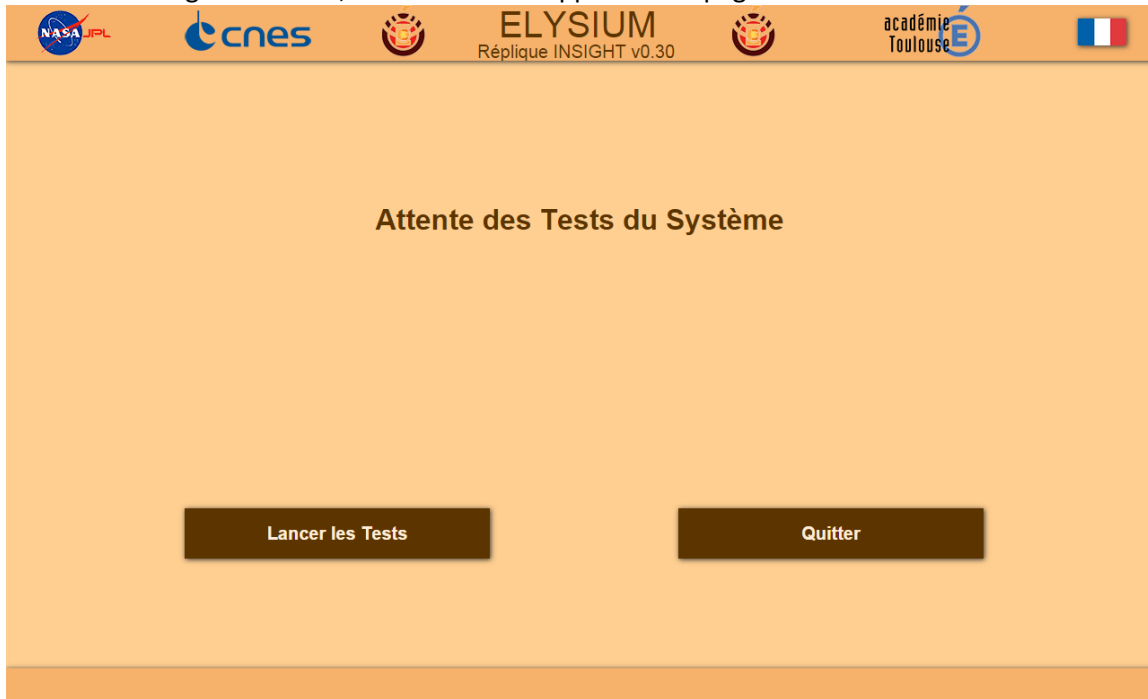 NASA JPL cnes ELYSIUM académie
Réplique INSIGHT v0.30 Toulouse
Attente des Tests du Système
Lancer les Tests Quitter